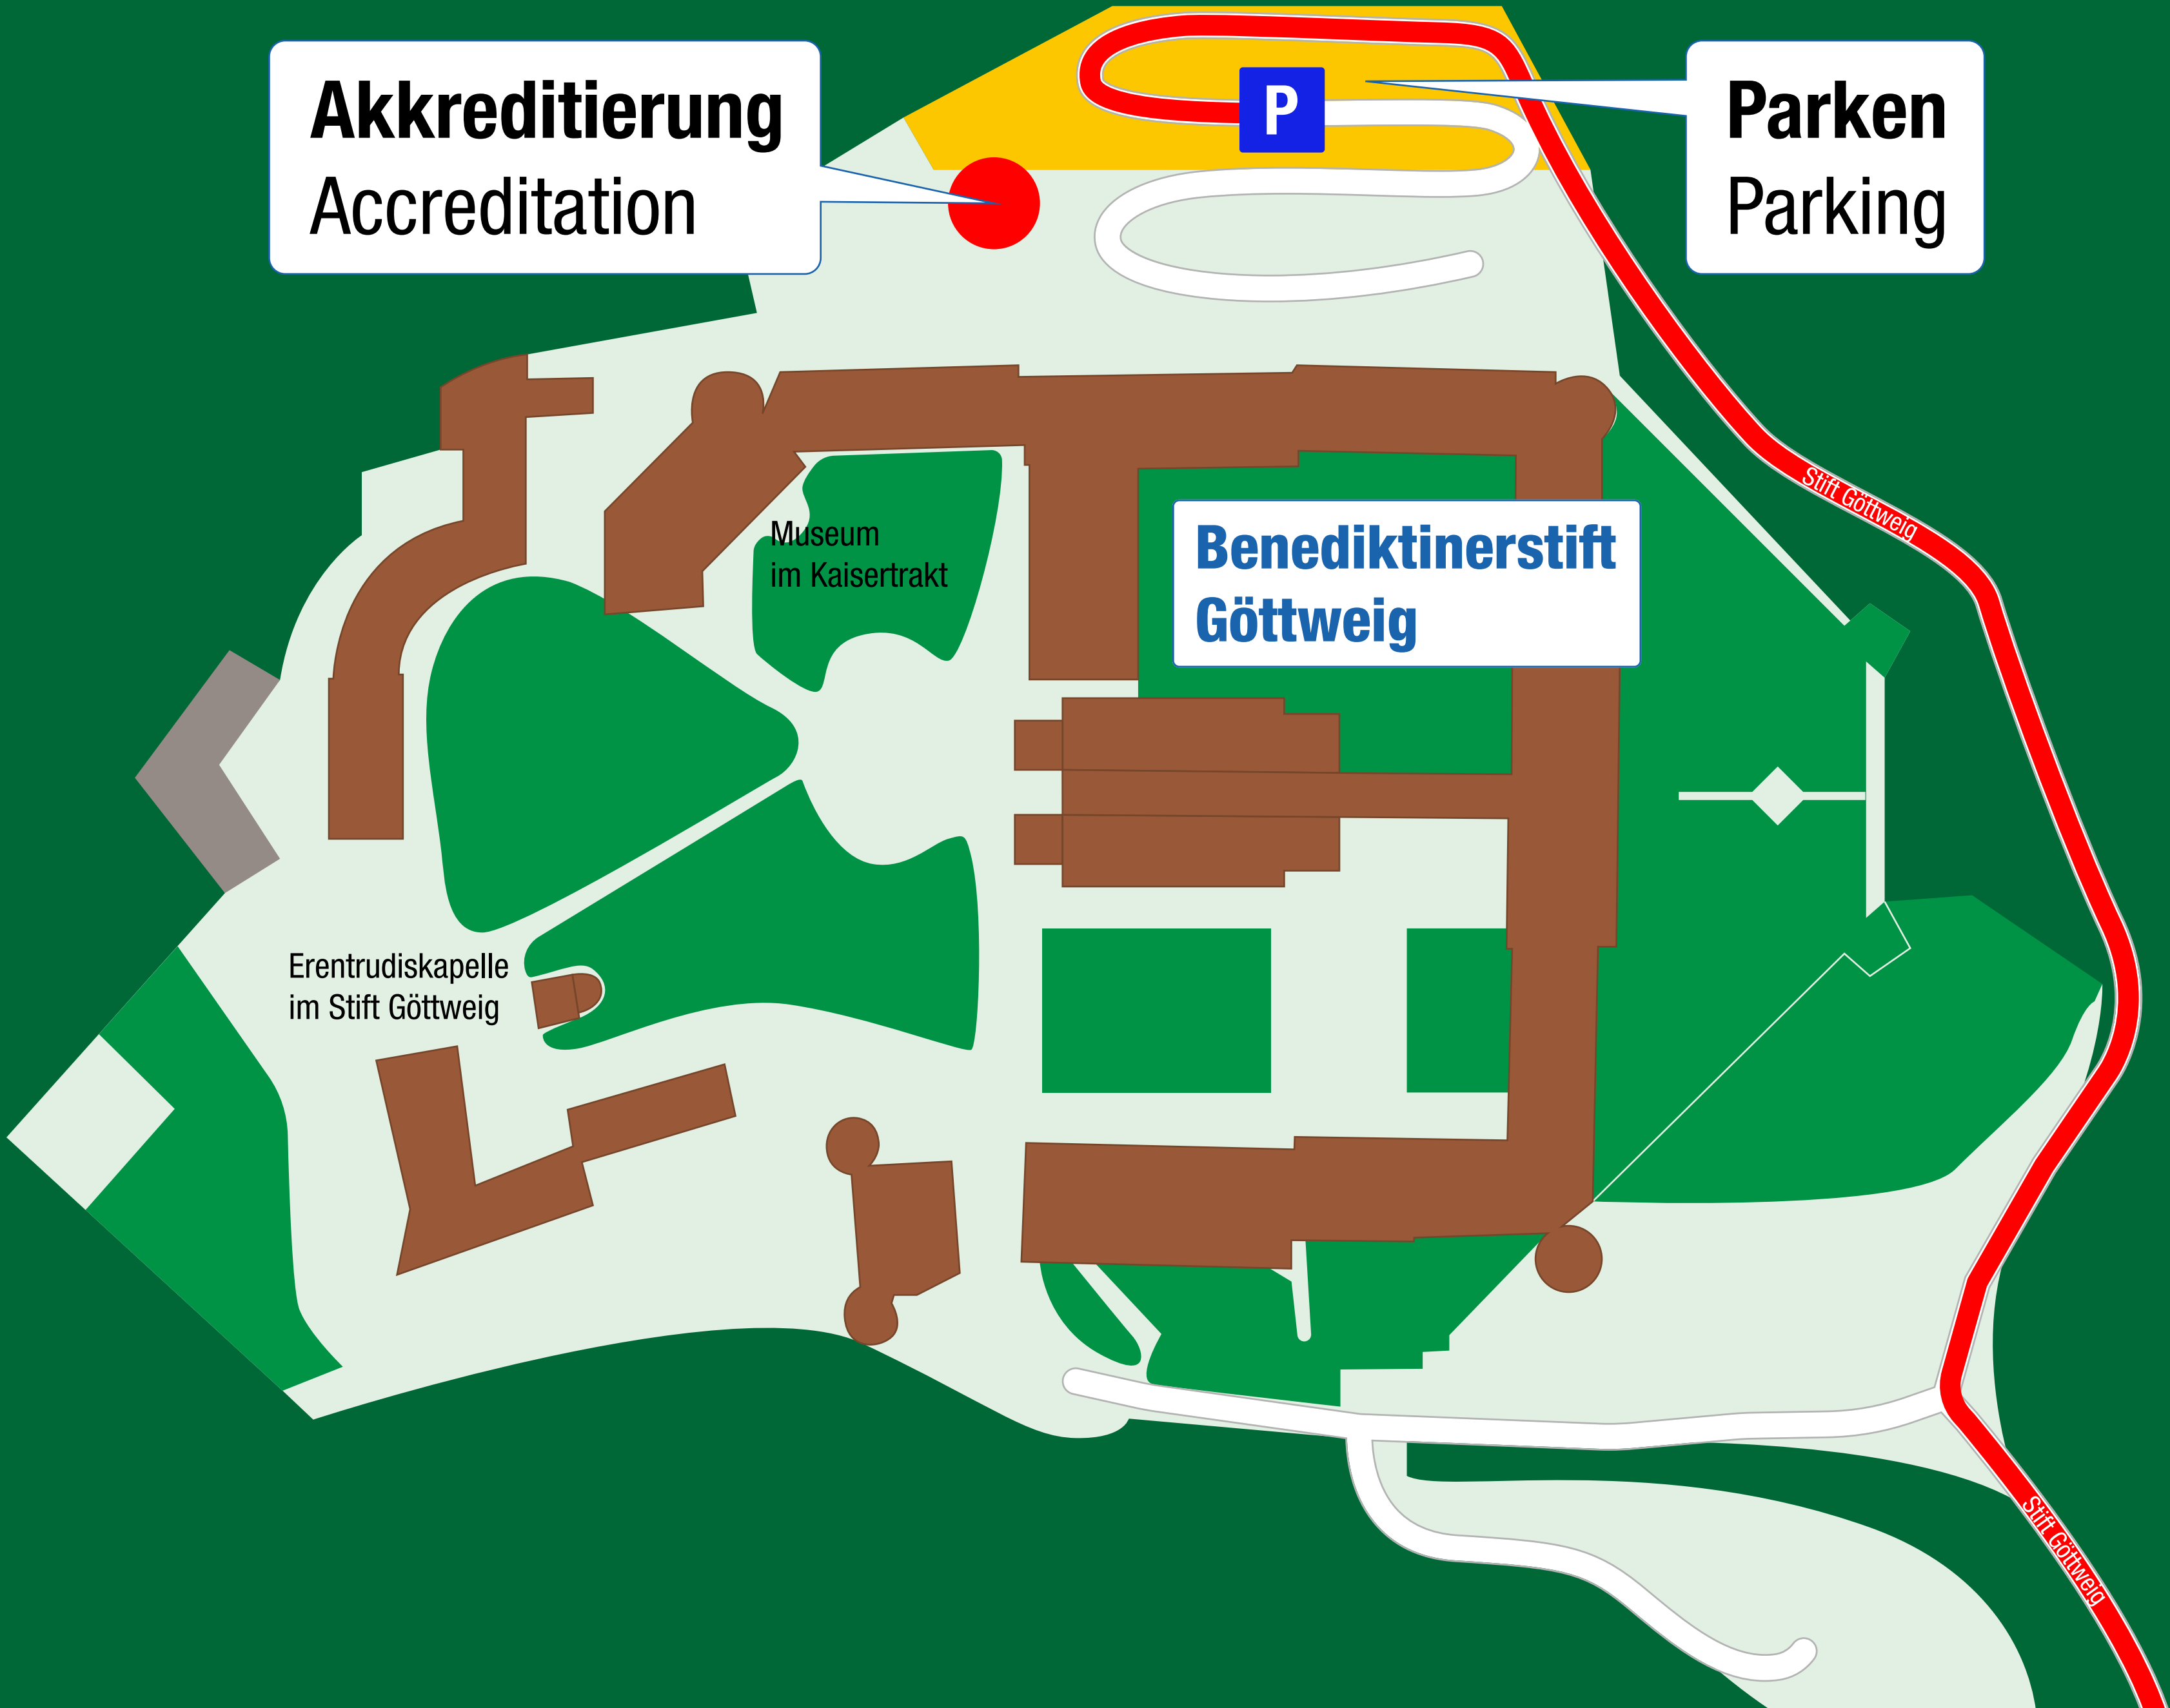 Akkreditierung
Accreditation
P
Parken
Parking
Stift Göttweig
Museum
im Kaisertrakt
Benediktinerstift
Göttweig
Erentrudiskapelle
im Stift Göttweig
Stift Göttweig